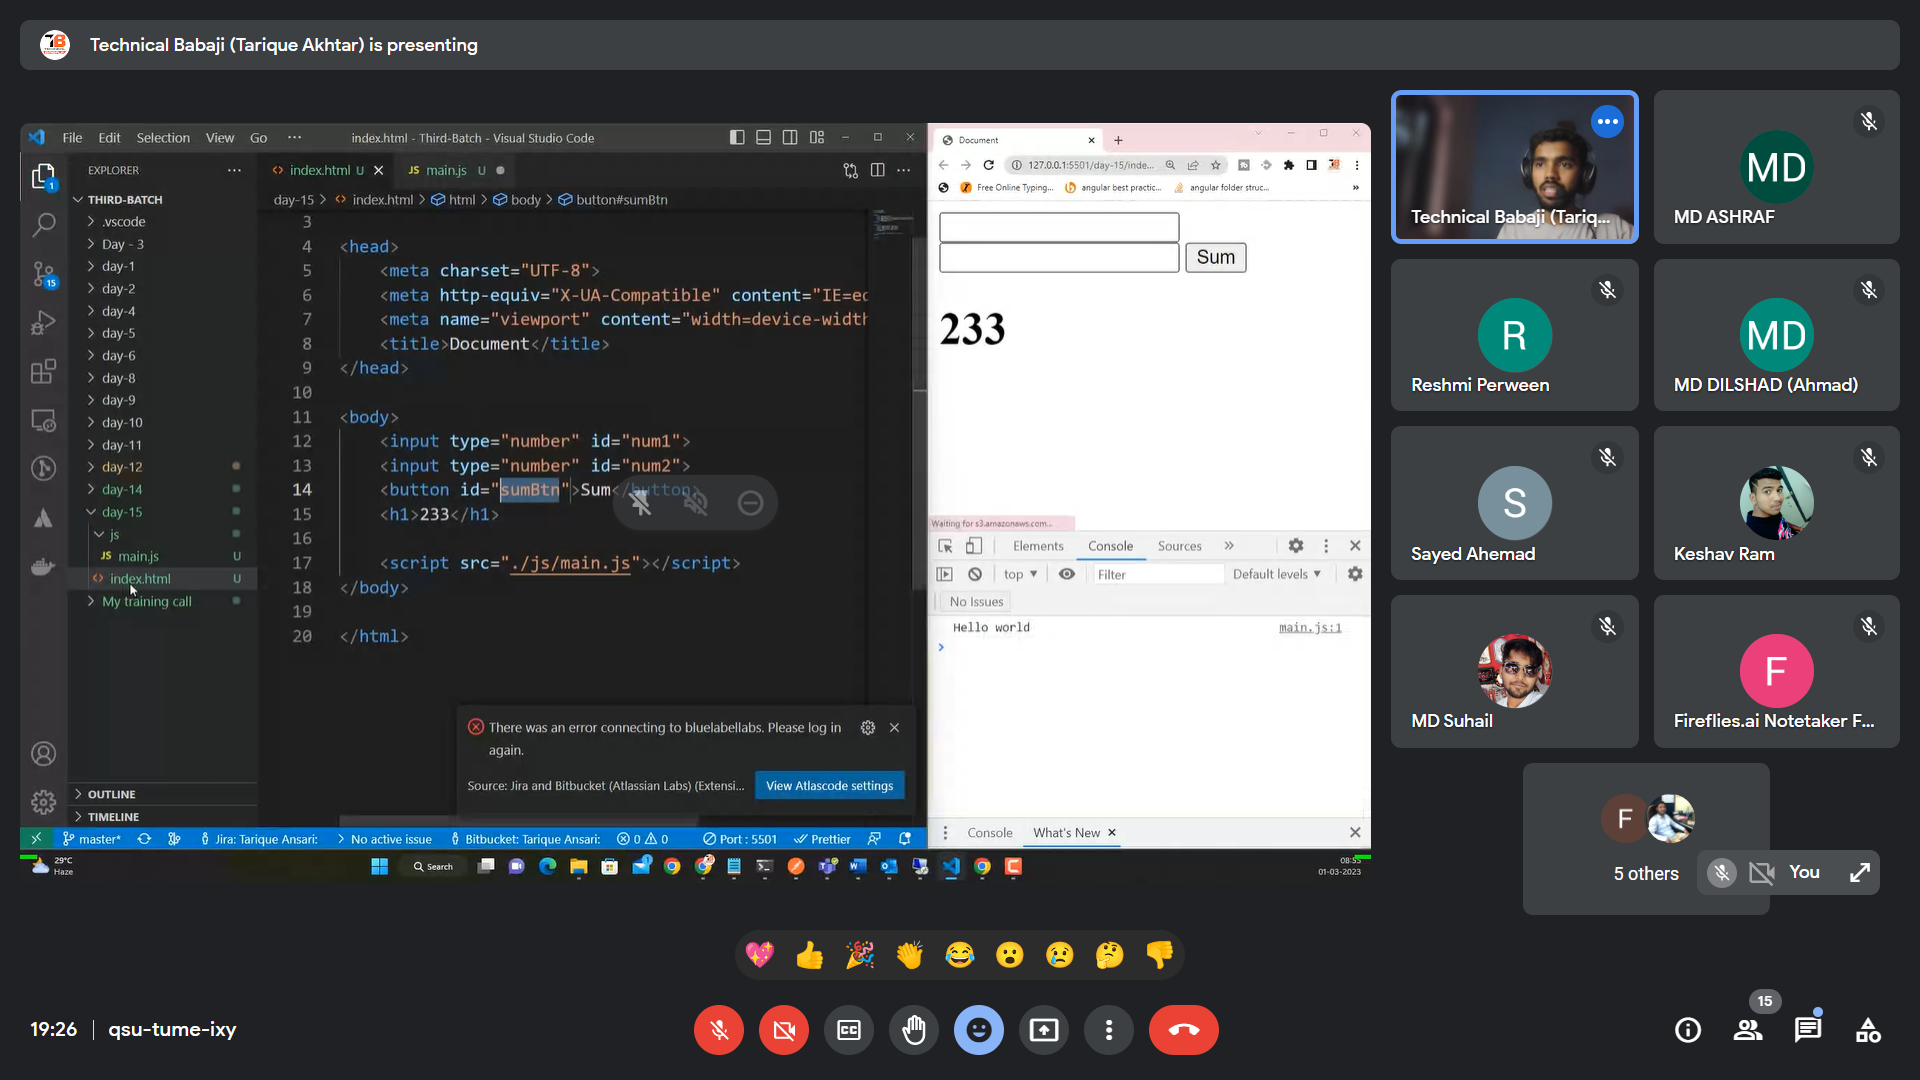 Technical Babaji (Tarique Akhtar) is presenting
File Edit Selection View Go ··· index.html - Third-Batch - Visual Studio Code
EXPLORER
THIRD-BATCH
.vscode
Day - 3
day-1
day-2
day-4
day-5
day-6
day-8
day-9
day-10
day-11
day-12
day-14
day-15
js
JS main.js U
index.html U
My training call
OUTLINE
TIMELINE
index.html U
JS main.js U
day-15 > index.html > html > body > button#sumBtn
3
4 <head>
5 <meta charset="UTF-8">
6 <meta http-equiv="X-UA-Compatible" content="IE=ed
7 <meta name="viewport" content="width=device-width
8 <title>Document</title>
9 </head>
10
11 <body>
12 <input type="number" id="num1">
13 <input type="number" id="num2">
14 <button id="sumBtn">Sum</button>
15 <h1>233</h1>
16
17 <script src="./js/main.js"></script>
18 </body>
19
20 </html>
There was an error connecting to bluelabellabs. Please log in
again.
Source: Jira and Bitbucket (Atlassian Labs) (Extensi...
View Atlascode settings
1
15
master* Jira: Tarique Ansari: No active issue Bitbucket: Tarique Ansari: 0 0 Port : 5501 Prettier
Document
127.0.0.1:5501/day-15/inde...
Free Online Typing... angular best practic... angular folder struc... »
Sum
233
Waiting for s3.amazonaws.com...
Elements Console Sources »
top Filter Default levels
No Issues
Hello world main.js:1
Console What's New
29°C
Haze
Search
08:55
01-03-2023
Technical Babaji (Tariq...
MD
MD ASHRAF
R
Reshmi Perween
MD
MD DILSHAD (Ahmad)
S
Sayed Ahemad
Keshav Ram
MD Suhail
F
Fireflies.ai Notetaker F...
F
5 others
You
19:26 | qsu-tume-ixy
15